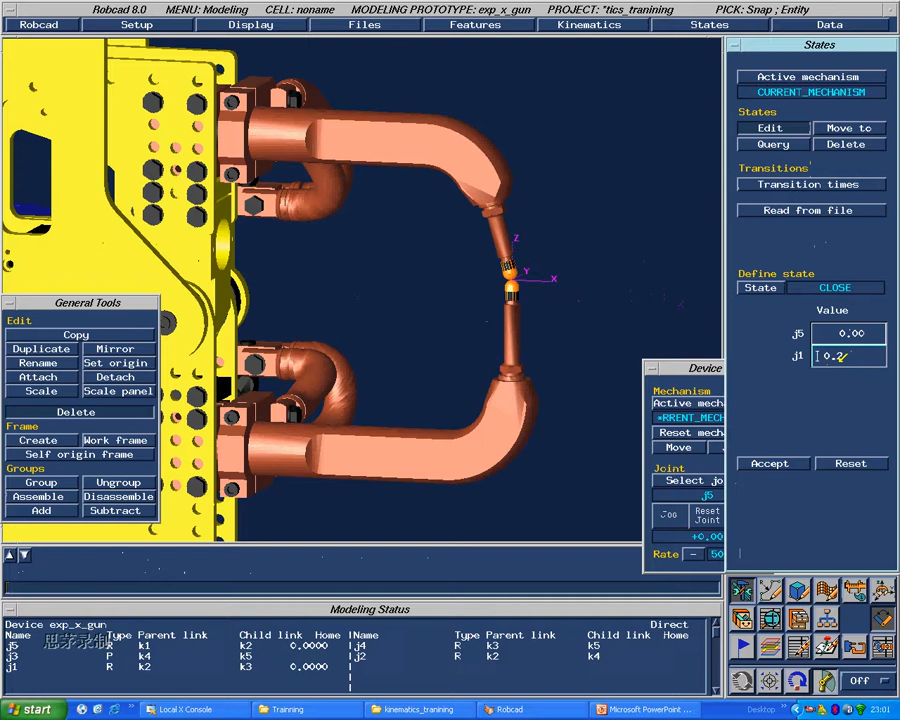 Robcad 8.0 MENU: Modeling CELL: noname MODELING PROTOTYPE: exp_x_gun PROJECT: *tics_tranining PICK: Snap ; Entity
Robcad Setup Display Files Features Kinematics States Data
States
Active mechanism
CURRENT_MECHANISM
States
Edit Move to
Query Delete
Transitions
Transition times
Read from file
Define state
State CLOSE
Value
j5 0.00
j1 0.2
Accept Reset
Z
Y
X
General Tools
Edit
Copy
Duplicate Mirror
Rename Set origin
Attach Detach
Scale Scale panel
Delete
Frame
Create Work frame
Self origin frame
Groups
Group Ungroup
Assemble Disassemble
Add Subtract
Device
Mechanism
Active mech
*RRENT_MECH
Reset mech
Move
Joint
Select jo
j5
Jog Reset Joint
+0.00
Rate - 50
Modeling Status
Device exp_x_gun Direct
Name Type Parent link Child link Home Name Type Parent link Child link Home
j5 R k1 k2 0.0000 j4 R k3 k5
j3 R k4 k5 j2 R k2 k4
j1 R k2 k3 0.0000
思茅录制
Off
start Local X Console Trainning kinematics_tranining Robcad Microsoft PowerPoint ... Desktop 23:01